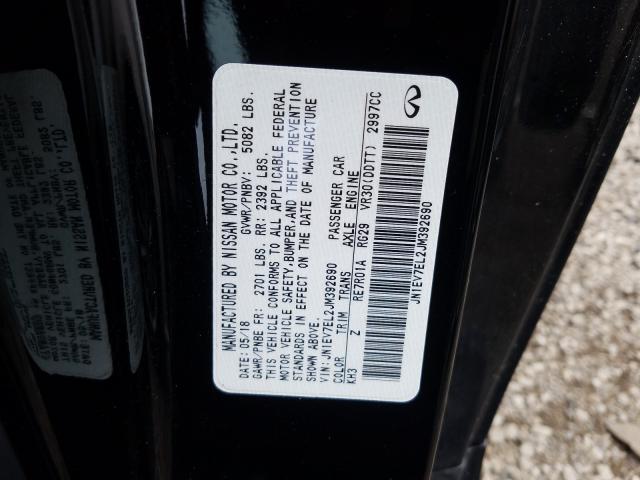 MANUFACTURED BY NISSAN MOTOR CO.,LTD.
DATE: 05/18 GVWR/PNBV: 5082 LBS.
GAWR/PNBE FR: 2701 LBS. RR: 2392 LBS.
THIS VEHICLE CONFORMS TO ALL APPLICABLE FEDERAL
MOTOR VEHICLE SAFETY,BUMPER,AND THEFT PREVENTION
STANDARDS IN EFFECT ON THE DATE OF MANUFACTURE
SHOWN ABOVE.
VIN: JN1EV7EL2JM392690 PASSENGER CAR
COLOR TRIM TRANS AXLE ENGINE
KH3 Z RE7R01A RG29 VR30(DDTT) 2997CC
JN1EV7EL2JM392690